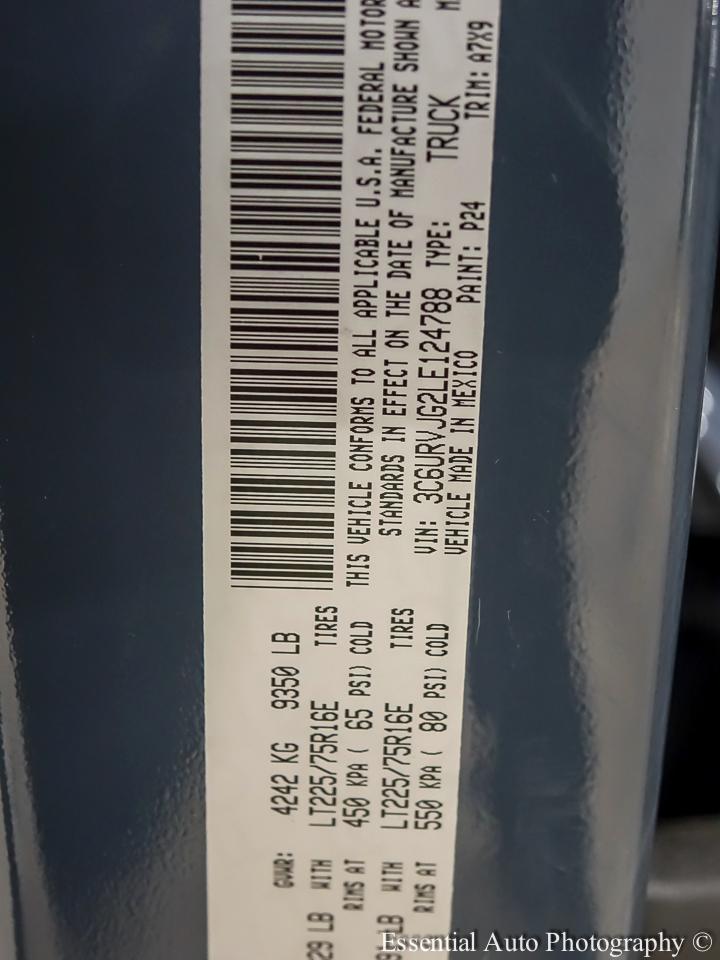 GVWR: 4242 KG 9350 LB
29 LB WITH LT225/75R16E TIRES
RIMS AT 450 KPA ( 65 PSI) COLD
LB WITH LT225/75R16E TIRES
RIMS AT 550 KPA ( 80 PSI) COLD
THIS VEHICLE CONFORMS TO ALL APPLICABLE U.S.A. FEDERAL MOTOR
STANDARDS IN EFFECT ON THE DATE OF MANUFACTURE SHOWN A
VIN: 3C6URVJG2LE124788 TYPE: TRUCK
VEHICLE MADE IN MEXICO PAINT: P24 TRIM: A7X9
Essential Auto Photography ©